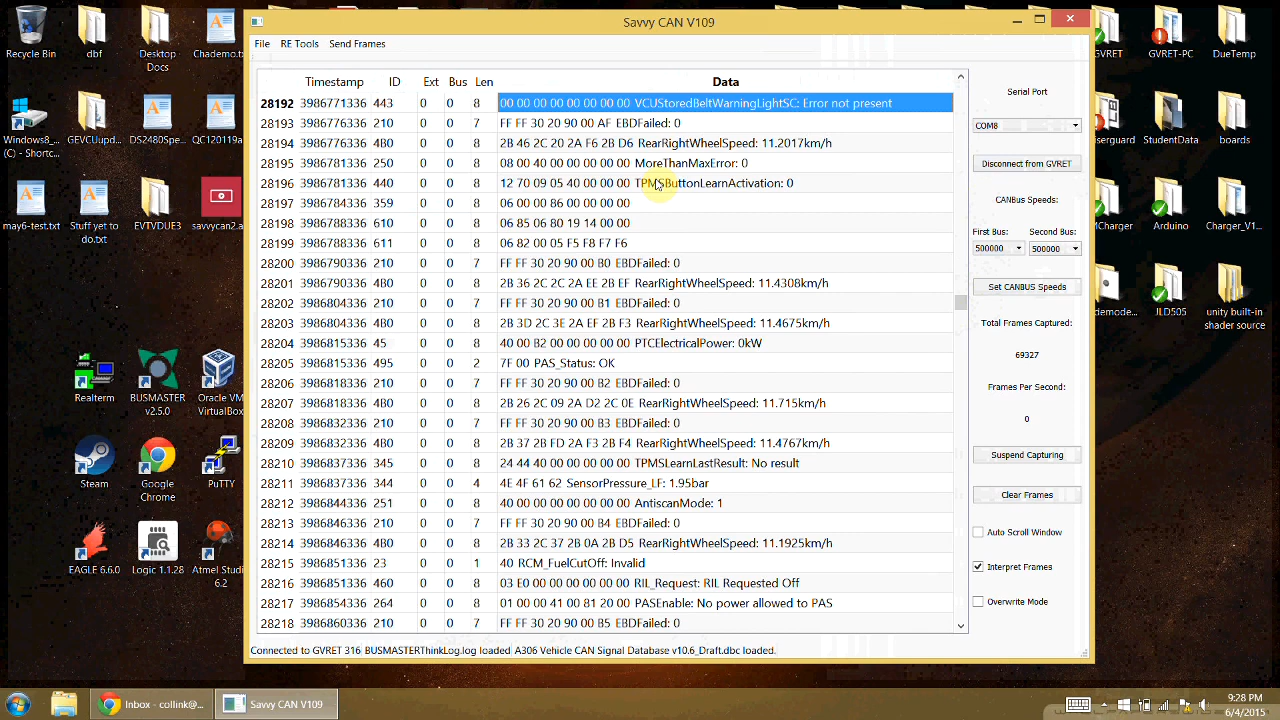 Savvy CAN V109
File RE Tools Send Frames
Timestamp ID Ext Bus Len Data
28192 3986771336 443 0 0 8 00 00 00 00 00 00 00 00 VCUStoredBeltWarningLightSC: Error not present
28193 3986776336 210 0 0 7 FF FF 30 20 90 00 AF EBDFailed: 0
28194 3986776336 4B0 0 0 8 2B 46 2C 20 2A F6 2B D6 RearRightWheelSpeed: 11.2017km/h
28195 3986781336 250 0 0 8 08 00 40 00 00 00 00 00 MoreThanMaxError: 0
28196 3986781336 440 0 0 8 12 70 09 05 40 00 00 00 TPMSButtonLearnActivation: 0
28197 3986784336 359 0 0 8 06 00 00 86 00 00 00 00
28198 3986788336 610 0 0 8 06 85 06 80 19 14 00 00
28199 3986788336 611 0 0 8 06 82 00 05 F5 F8 F7 F6
28200 3986790336 210 0 0 7 FF FF 30 20 90 00 B0 EBDFailed: 0
28201 3986790336 4B0 0 0 8 2B 36 2C 2C 2A EE 2B EF RearRightWheelSpeed: 11.4308km/h
28202 3986804336 210 0 0 7 FF FF 30 20 90 00 B1 EBDFailed: 0
28203 3986804336 4B0 0 0 8 2B 3D 2C 3E 2A EF 2B F3 RearRightWheelSpeed: 11.4675km/h
28204 3986815336 45 0 0 8 40 00 B2 00 00 00 00 00 PTCElectricalPower: 0kW
28205 3986815336 495 0 0 2 7F 00 PAS_Status: OK
28206 3986818336 210 0 0 7 FF FF 30 20 90 00 B2 EBDFailed: 0
28207 3986818336 4B0 0 0 8 2B 26 2C 09 2A D2 2C 0E RearRightWheelSpeed: 11.715km/h
28208 3986832336 210 0 0 7 FF FF 30 20 90 00 B3 EBDFailed: 0
28209 3986832336 4B0 0 0 8 2B 37 2B FD 2A F3 2B F4 RearRightWheelSpeed: 11.4767km/h
28210 3986837336 345 0 0 8 24 44 40 00 00 00 00 00 TPMSLearnLastResult: No result
28211 3986837336 344 0 0 4 4E 4F 61 62 SensorPressure_LF: 1.95bar
28212 3986844336 251 0 0 8 40 00 00 00 00 00 00 00 AntiscanMode: 1
28213 3986846336 210 0 0 7 FF FF 30 20 90 00 B4 EBDFailed: 0
28214 3986846336 4B0 0 0 8 2B 33 2C 37 2B 0A 2B D5 RearRightWheelSpeed: 11.1925km/h
28215 3986851336 23 0 0 1 40 RCM_FuelCutOff: Invalid
28216 3986851336 460 0 0 8 03 E0 00 00 00 00 00 00 RIL_Request: RIL Requested Off
28217 3986854336 264 0 0 8 01 00 00 41 00 81 20 00 PASEnable: No power allowed to PAS
28218 3986860336 210 0 0 7 FF FF 30 20 90 00 B5 EBDFailed: 0
Serial Port
COM8
Disconnect from GVRET
CANBus Speeds:
First Bus: Second Bus:
500000 500000
Set CANBUS Speeds
Total Frames Captured:
69327
Frames Per Second:
0
Suspend Capturing
Clear Frames
Auto Scroll Window
Interpret Frames
Overwrite Mode
Connected to GVRET 316 BUSMASTERThinkLog.log loaded: A306 Vehicle CAN Signal Database v10.6_Draft.dbc loaded.
Recycle Bin
dbf
Desktop - Docs
Chademo.t
Windows8_...
(C) - Shortc...
GEVCUupd...
DS2480Spe...
QC120119a
may6-test.txt
Stuff yet to
do.txt
EVTVDUE3
savvycan2.a
Realterm
BUSMASTER
v2.5.0
Oracle VM
VirtualBox
Steam
Google
Chrome
PuTTY
EAGLE 6.6.0
Logic 1.1.28
Atmel Studi
6.2
GVRET
GVRET-PC
DueTemp
iserguard
StudentData
boards
MCharger
Arduino
Charger_V1...
demode...
JLD505
unity built-in
shader source
Inbox - collink@...
Savvy CAN V109
9:28 PM
6/4/2015